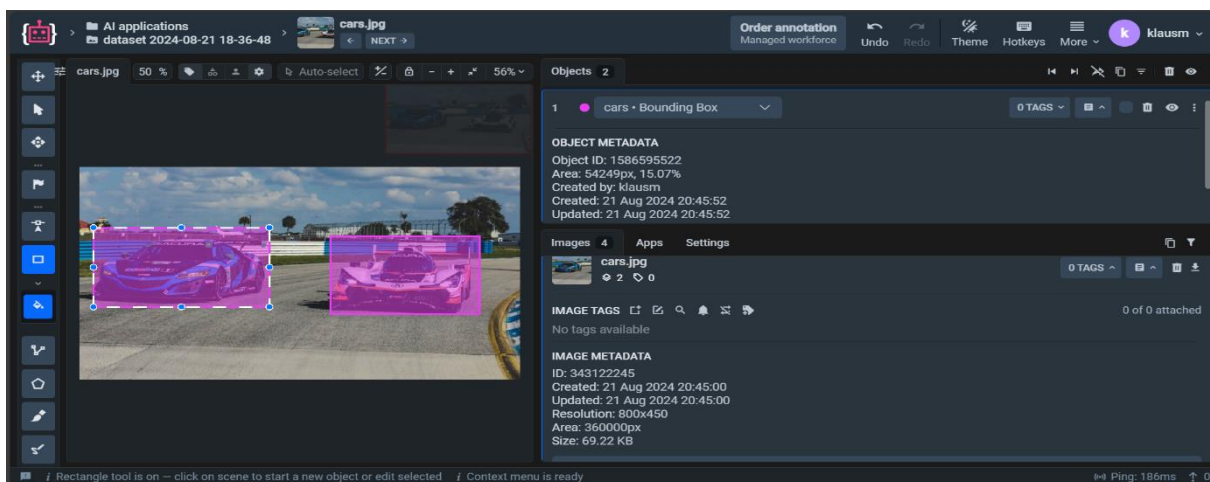 AI applications
dataset 2024-08-21 18-36-48
cars.jpg
NEXT →
Order annotation
Managed workforce
Undo
Redo
Theme
Hotkeys
More
k
klausm
cars.jpg
50 %
Auto-select
56%
Objects 2
1 cars • Bounding Box
0 TAGS
OBJECT METADATA
Object ID: 1586595522
Area: 54249px, 15.07%
Created by: klausm
Created: 21 Aug 2024 20:45:52
Updated: 21 Aug 2024 20:45:52
Images 4 Apps Settings
cars.jpg
2 0
0 TAGS
IMAGE TAGS
0 of 0 attached
No tags available
IMAGE METADATA
ID: 343122245
Created: 21 Aug 2024 20:45:00
Updated: 21 Aug 2024 20:45:00
Resolution: 800x450
Area: 360000px
Size: 69.22 KB
i Rectangle tool is on — click on scene to start a new object or edit selected i Context menu is ready
Ping: 186ms ↑ 0